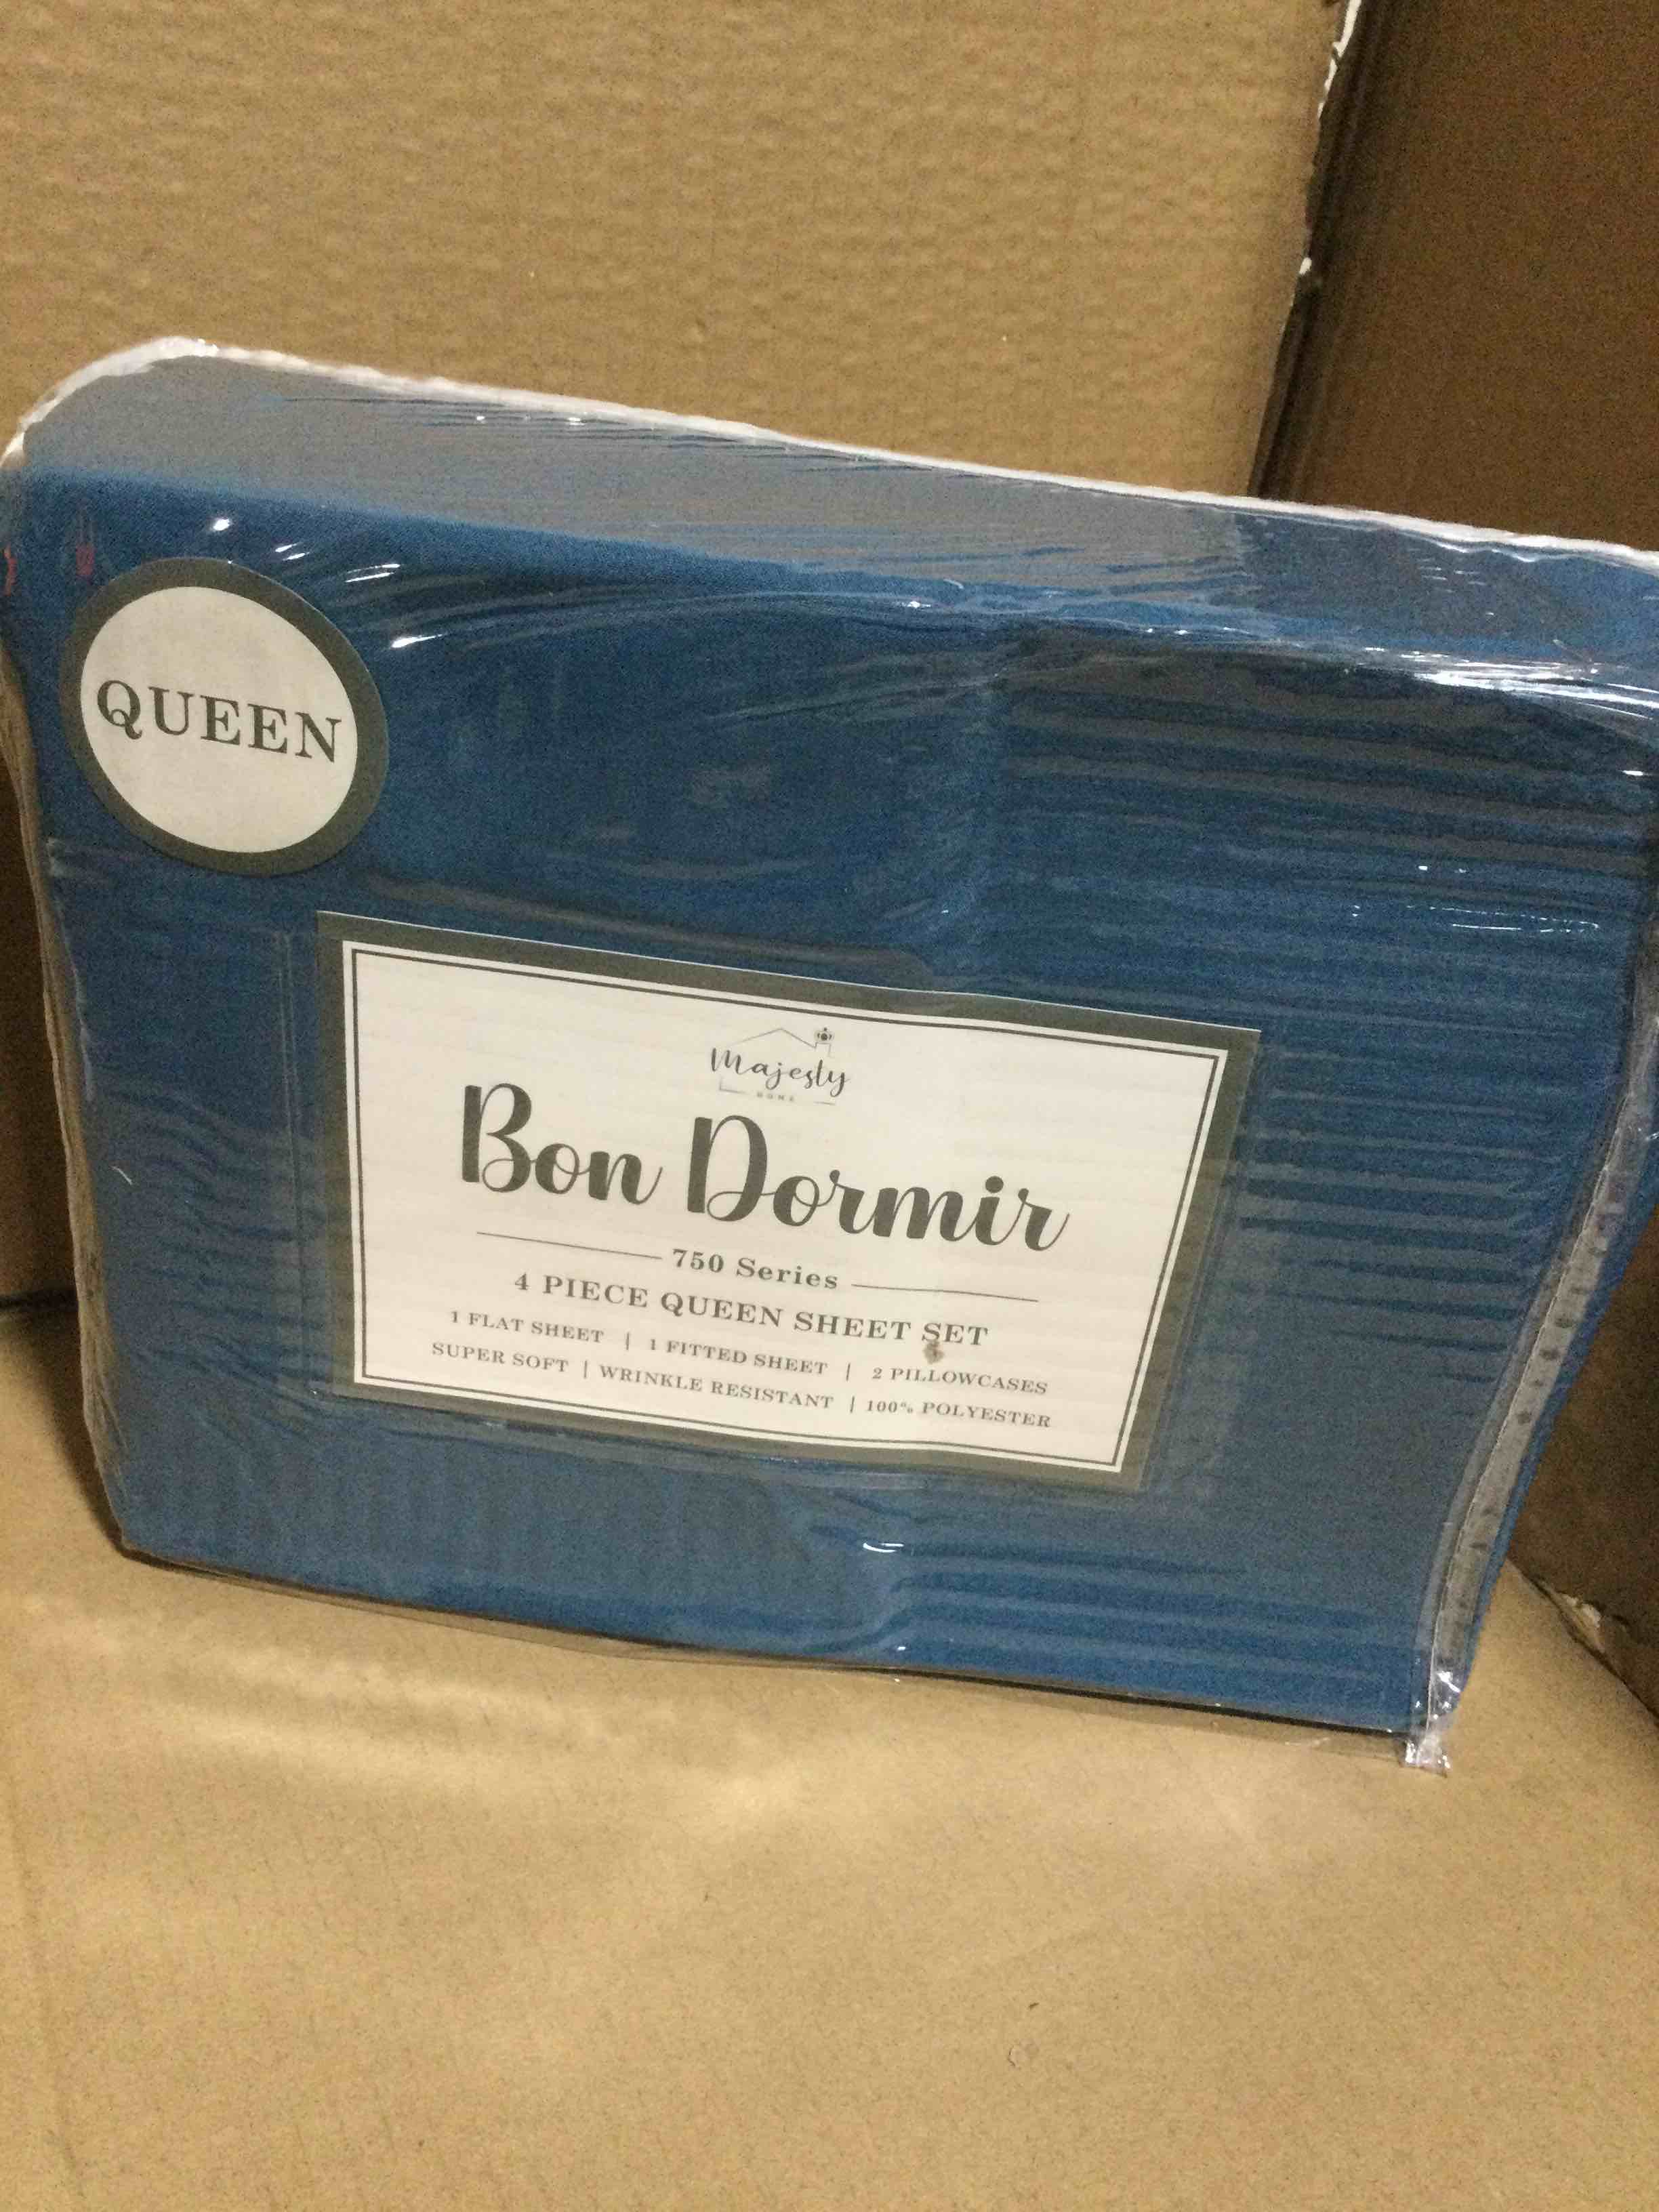 QUEEN
Majesty
HOME
Bon Dormir
750 Series
4 PIECE QUEEN SHEET SET
1 FLAT SHEET | 1 FITTED SHEET | 2 PILLOWCASES
SUPER SOFT | WRINKLE RESISTANT | 100% POLYESTER